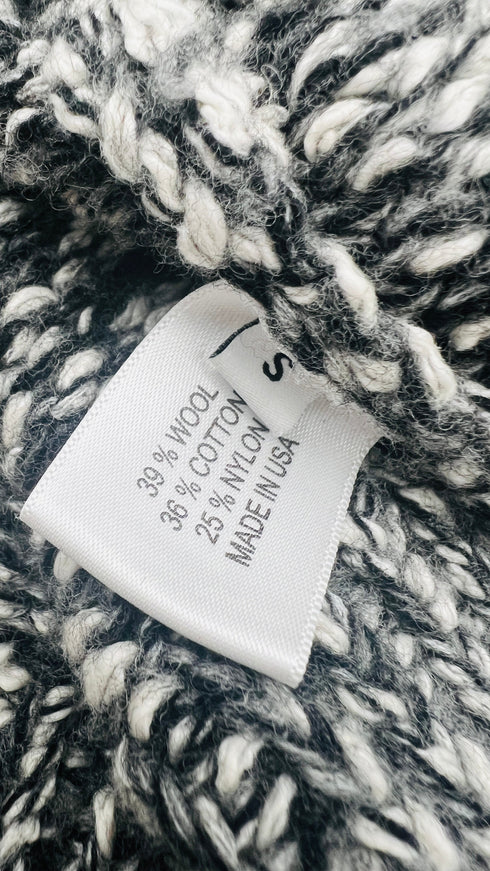 S
39 % WOOL
36 % COTTON
25 % NYLON
MADE IN USA